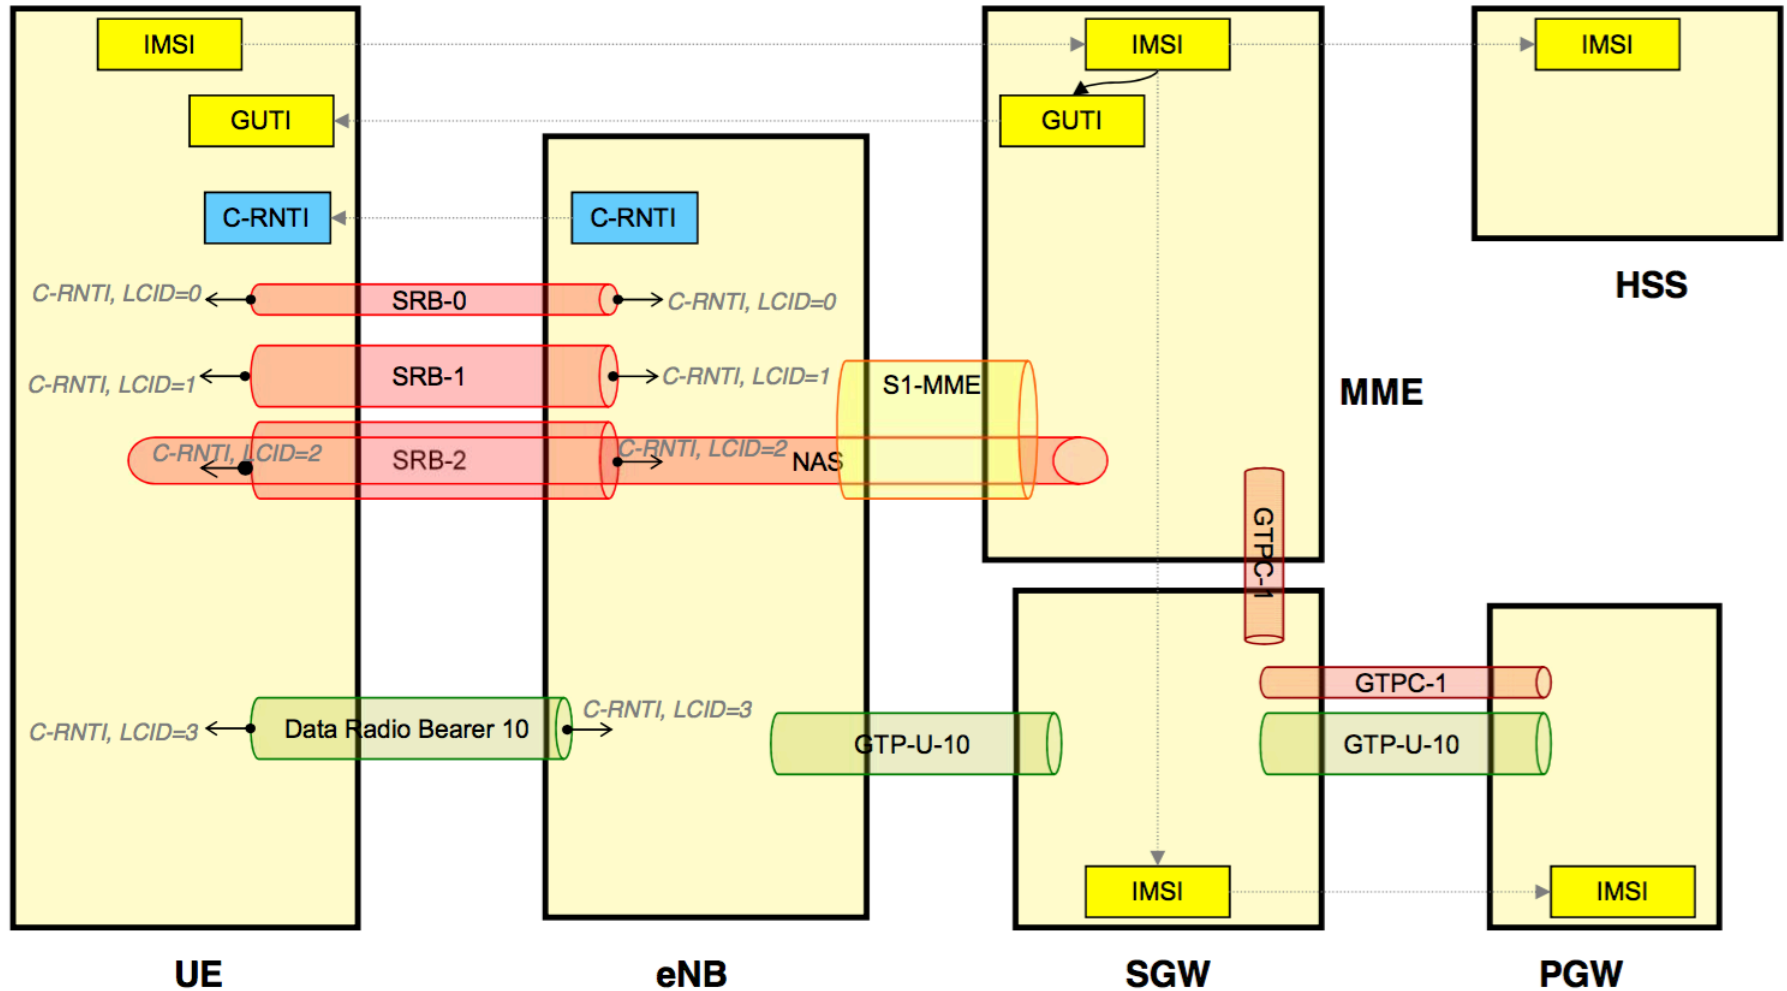 IMSI
IMSI
IMSI
GUTI
GUTI
C-RNTI
C-RNTI
HSS
C-RNTI, LCID=0
SRB-0
C-RNTI, LCID=0
C-RNTI, LCID=1
SRB-1
C-RNTI, LCID=1
S1-MME
MME
C-RNTI, LCID=2
SRB-2
C-RNTI, LCID=2
NAS
GTPC-1
GTPC-1
C-RNTI, LCID=3
Data Radio Bearer 10
C-RNTI, LCID=3
GTP-U-10
GTP-U-10
IMSI
IMSI
UE
eNB
SGW
PGW